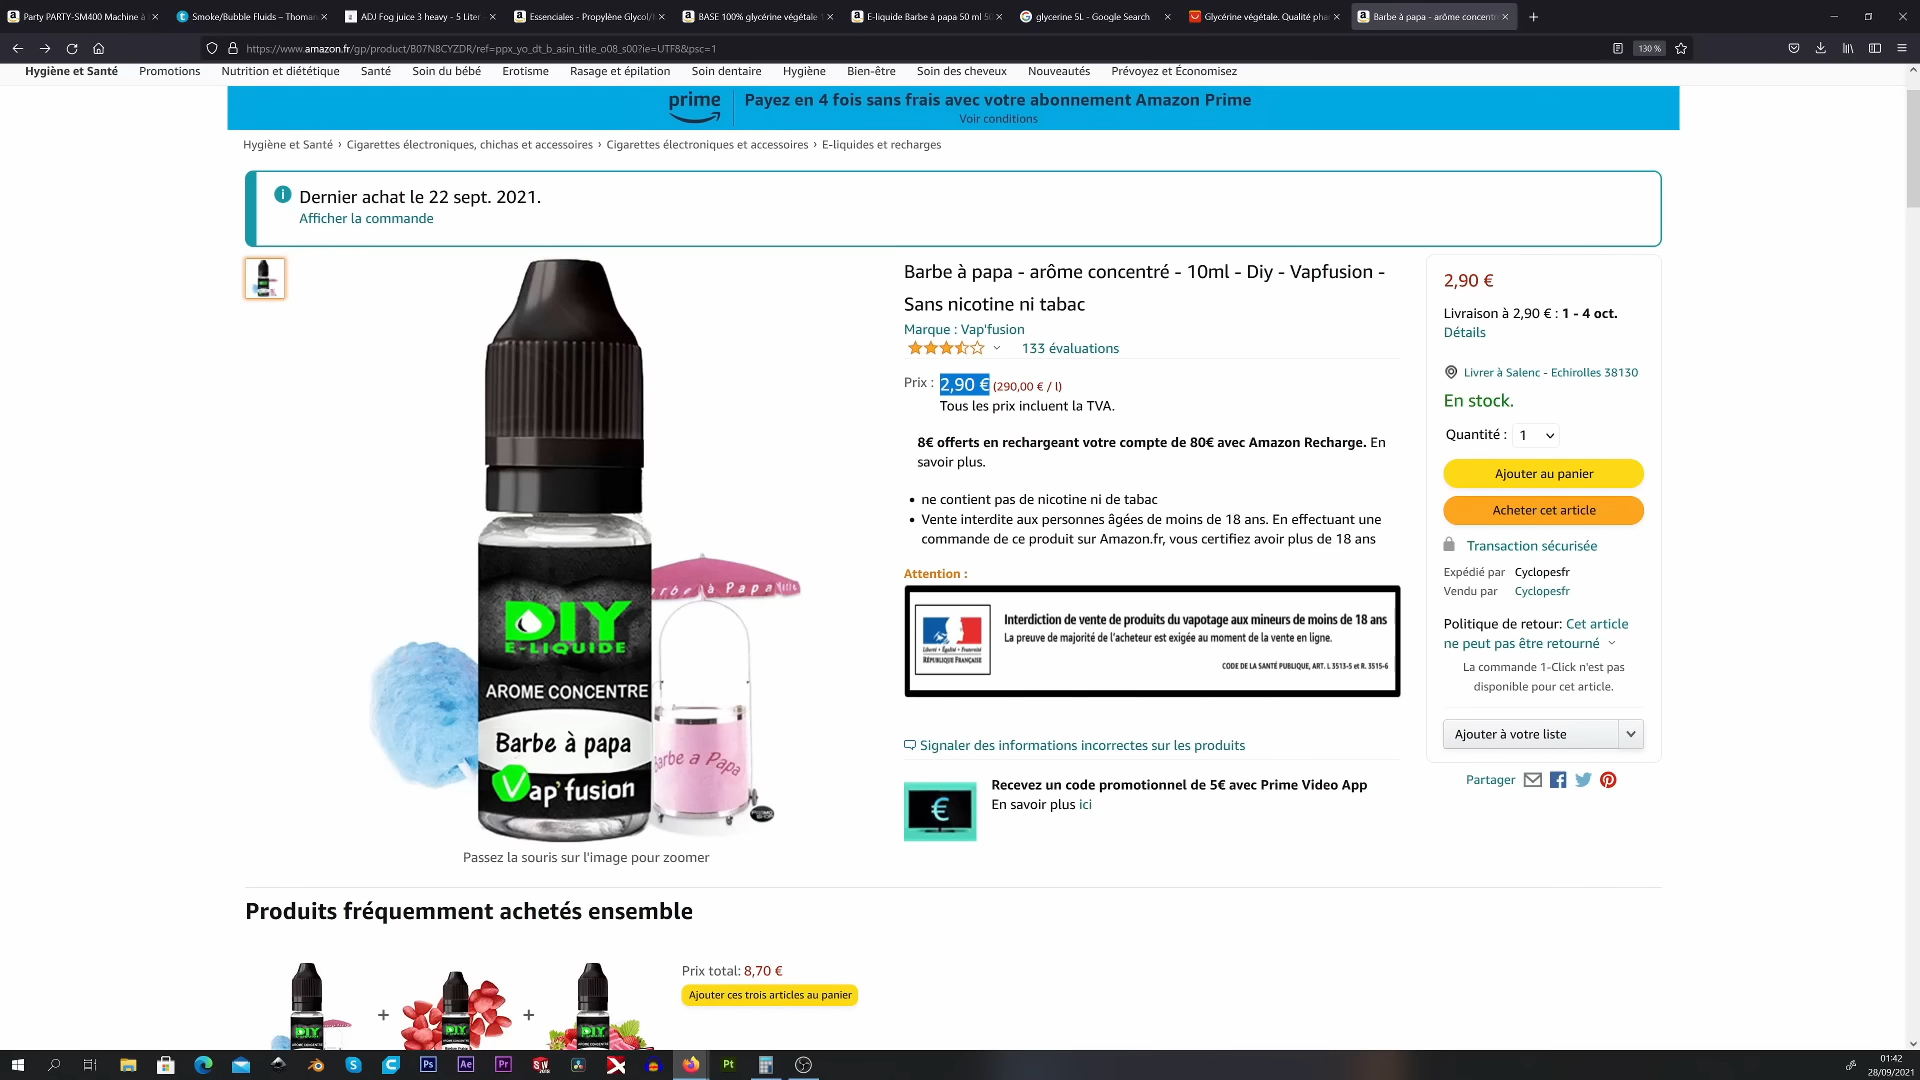 Party PARTY-SM400 Machine à
Smoke/Bubble Fluids – Thoman
ADJ Fog juice 3 heavy - 5 Liter
Essenciales - Propylène Glycol/
BASE 100% glycérine végétale 1
E-liquide Barbe à papa 50 ml 50
glycerine 5L - Google Search
Glycérine végétale. Qualité pha
Barbe à papa - arôme concentr
https://www.amazon.fr/gp/product/B07N8CYZDR/ref=ppx_yo_dt_b_asin_title_o08_s00?ie=UTF8&psc=1
130 %
Hygiène et Santé Promotions Nutrition et diététique Santé Soin du bébé Erotisme Rasage et épilation Soin dentaire Hygiène Bien-être Soin des cheveux Nouveautés Prévoyez et Économisez
prime Payez en 4 fois sans frais avec votre abonnement Amazon Prime
Voir conditions
Hygiène et Santé › Cigarettes électroniques, chichas et accessoires › Cigarettes électroniques et accessoires › E-liquides et recharges
Dernier achat le 22 sept. 2021.
Afficher la commande
DIY
E-LIQUIDE
AROME CONCENTRE
Barbe à papa
Vap'fusion
Barbe à Papa
Barbe a Papa
Passez la souris sur l'image pour zoomer
Barbe à papa - arôme concentré - 10ml - Diy - Vapfusion -
Sans nicotine ni tabac
Marque : Vap'fusion
133 évaluations
Prix : 2,90 € (290,00 € / l)
Tous les prix incluent la TVA.
8€ offerts en rechargeant votre compte de 80€ avec Amazon Recharge. En
savoir plus.
• ne contient pas de nicotine ni de tabac
• Vente interdite aux personnes âgées de moins de 18 ans. En effectuant une
commande de ce produit sur Amazon.fr, vous certifiez avoir plus de 18 ans
Attention :
Interdiction de vente de produits du vapotage aux mineurs de moins de 18 ans
La preuve de majorité de l'acheteur est exigée au moment de la vente en ligne.
Liberté • Égalité • Fraternité
RÉPUBLIQUE FRANÇAISE
CODE DE LA SANTÉ PUBLIQUE, ART. L 3513-5 et R. 3515-6
Signaler des informations incorrectes sur les produits
€
Recevez un code promotionnel de 5€ avec Prime Video App
En savoir plus ici
2,90 €
Livraison à 2,90 € : 1 - 4 oct.
Détails
Livrer à Salenc - Echirolles 38130
En stock.
Quantité : 1
Ajouter au panier
Acheter cet article
Transaction sécurisée
Expédié par Cyclopesfr
Vendu par Cyclopesfr
Politique de retour: Cet article
ne peut pas être retourné
La commande 1-Click n'est pas
disponible pour cet article.
Ajouter à votre liste
Partager
Produits fréquemment achetés ensemble
DIY
+
DIY
+
DIY
Prix total: 8,70 €
Ajouter ces trois articles au panier
Ps
Ae
Pr
SW
Pt
01:42
28/09/2021